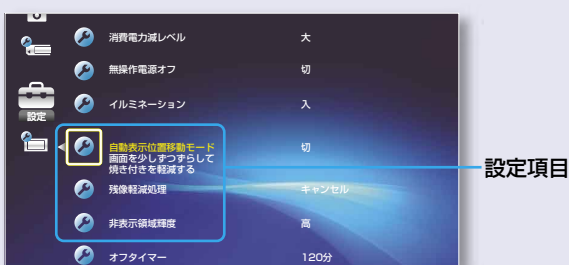 消費電力減レベル 大
無操作電源オフ 切
イルミネーション 入
設定
自動表示位置移動モード 切
画面を少しずつずらして
焼き付きを軽減する
設定項目
残像軽減処理 キャンセル
非表示領域輝度 高
オフタイマー 120分